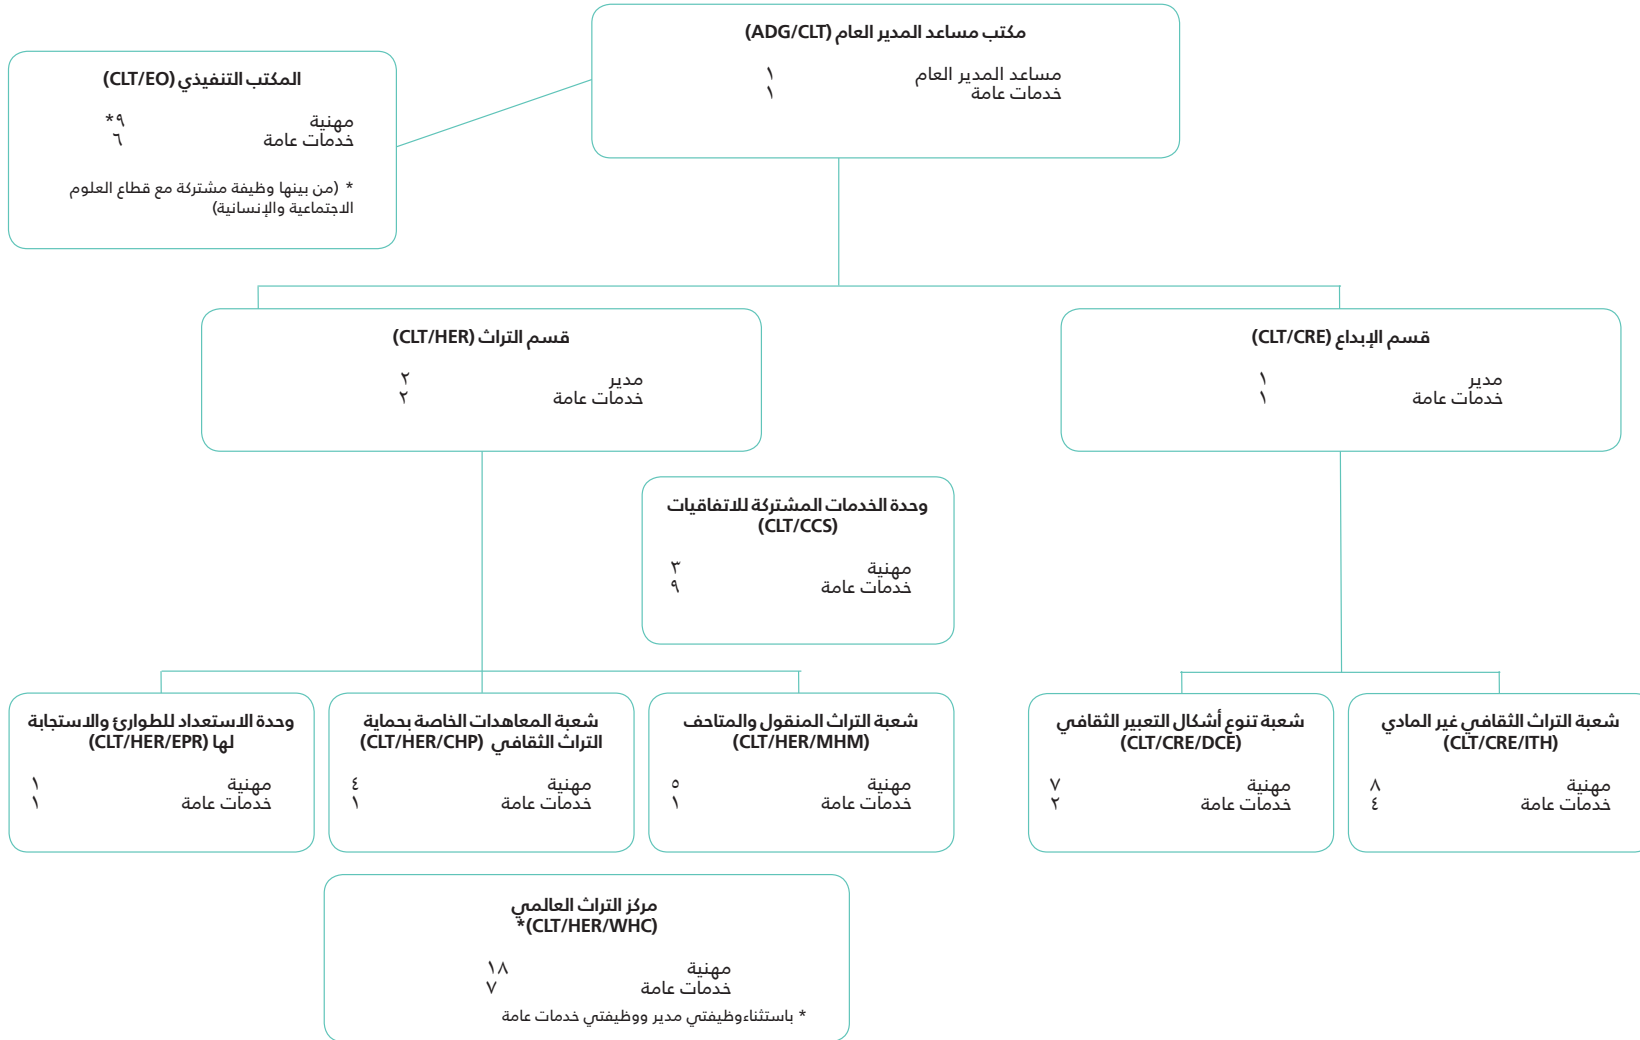 مكتب مساعد المدير العام (ADG/CLT)
مساعد المدير العام ١
خدمات عامة ١
المكتب التنفيذي (CLT/EO)
مهنية ٩*
خدمات عامة ٦
* (من بينها وظيفة مشتركة مع قطاع العلوم
الاجتماعية والإنسانية)
قسم الإبداع (CLT/CRE)
مدير ١
خدمات عامة ١
قسم التراث (CLT/HER)
مدير ٢
خدمات عامة ٢
وحدة الخدمات المشتركة للاتفاقيات
(CLT/CCS)
مهنية ٣
خدمات عامة ٩
شعبة التراث الثقافي غير المادي
(CLT/CRE/ITH)
مهنية ٨
خدمات عامة ٤
شعبة تنوع أشكال التعبير الثقافي
(CLT/CRE/DCE)
مهنية ٧
خدمات عامة ٢
شعبة التراث المنقول والمتاحف
(CLT/HER/MHM)
مهنية ٥
خدمات عامة ١
شعبة المعاهدات الخاصة بحماية
التراث الثقافي (CLT/HER/CHP)
مهنية ٤
خدمات عامة ١
وحدة الاستعداد للطوارئ والاستجابة
لها (CLT/HER/EPR)
مهنية ١
خدمات عامة ١
مركز التراث العالمي
(CLT/HER/WHC)*
مهنية ١٨
خدمات عامة ٧
* باستثناءوظيفتي مدير ووظيفتي خدمات عامة